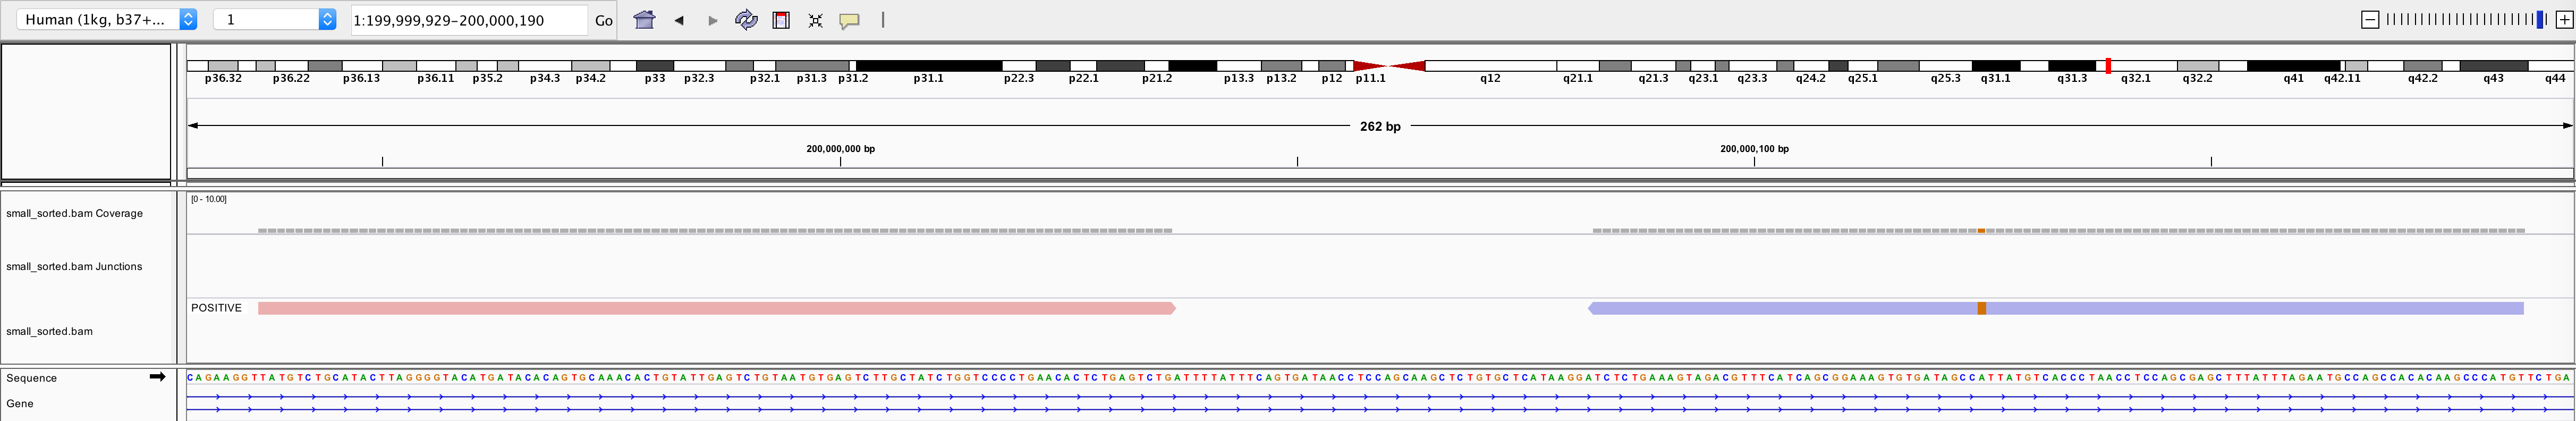 Human (1kg, b37+... 1 1:199,999,929-200,000,190 Go
p36.32 p36.22 p36.13 p36.11 p35.2 p34.3 p34.2 p33 p32.3 p32.1 p31.3 p31.2 p31.1 p22.3 p22.1 p21.2 p13.3 p13.2 p12 p11.1 q12 q21.1 q21.3 q23.1 q23.3 q24.2 q25.1 q25.3 q31.1 q31.3 q32.1 q32.2 q41 q42.11 q42.2 q43 q44
262 bp
200,000,000 bp 200,000,100 bp
[0 - 10.00]
small_sorted.bam Coverage
small_sorted.bam Junctions
POSITIVE
small_sorted.bam
Sequence CAGAAGGTTATGTCTGCATACTTAGGGGTACATGATACACAGTGCAAACACTGTATTGAGTCTGTAATGTGAGTCTTGCTATCTGGTCCCCTGAACACTCTGAGTCTGATTTTATTTCAGTGATAACCTCCAGCAAGCTCTGTGCTCATAAGGATCTCTGAAAGTAGACGTTTCATCAGCGGAAAGTGTGATAGCCATTATGTCACCCTAACCTCCAGCGAGCTTTATTTAGAATGCCAGCCACACAAGCCCATGTTCTGA
Gene